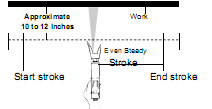 Approximate
10 to 12 Inches
Work
Even Steady
Stroke
Start stroke
End stroke